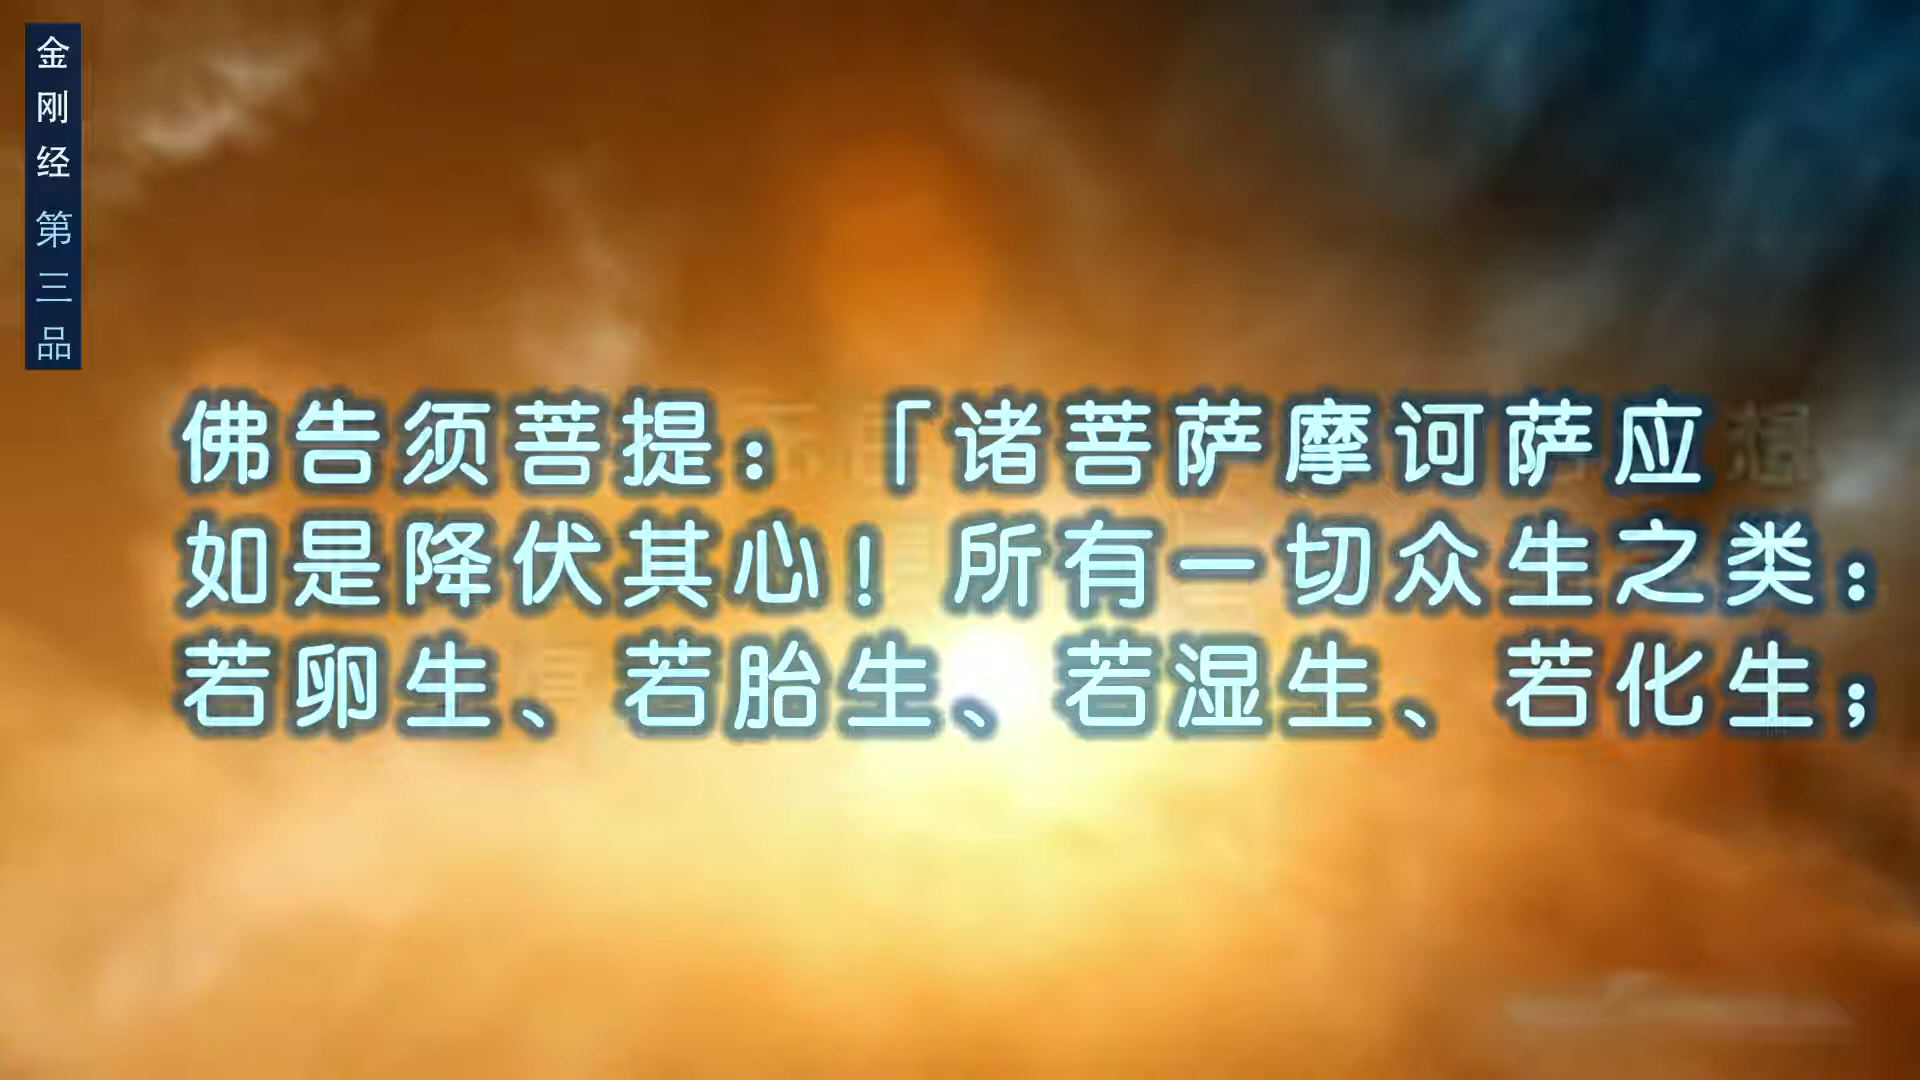 金刚经 第三品
佛告须菩提：「诸菩萨摩诃萨应
如是降伏其心！所有一切众生之类：
若卵生、若胎生、若湿生、若化生；